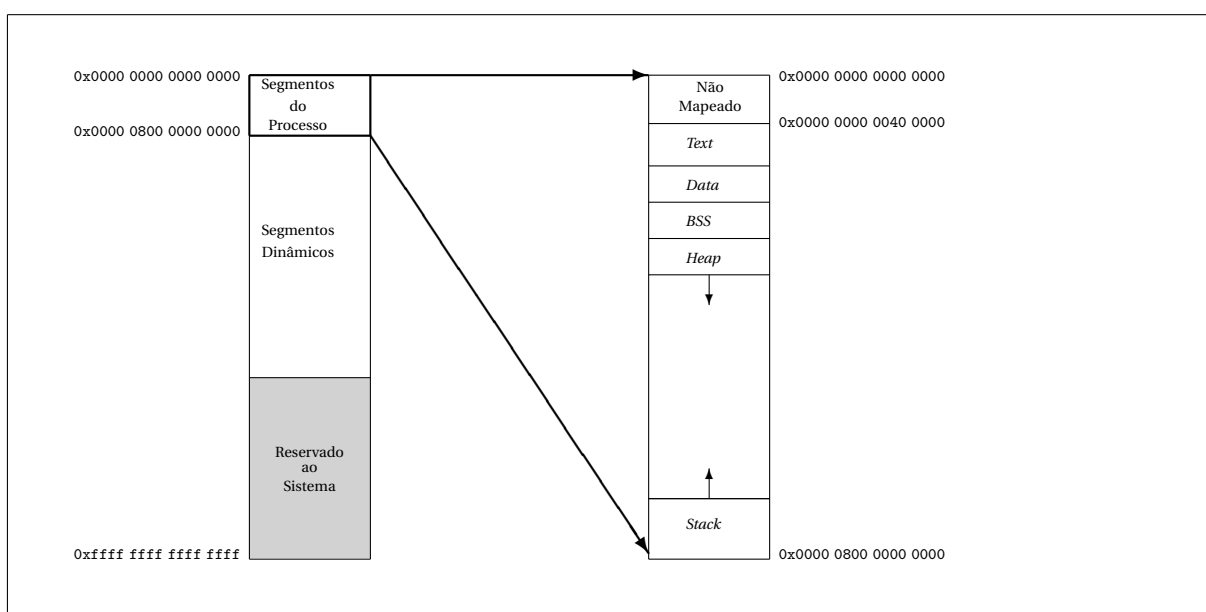 0x0000 0000 0000 0000
Segmentos
do
Processo
0x0000 0800 0000 0000
Segmentos
Dinâmicos
Reservado
ao
Sistema
0xffff ffff ffff ffff
Não
Mapeado
0x0000 0000 0000 0000
0x0000 0000 0040 0000
Text
Data
BSS
Heap
Stack
0x0000 0800 0000 0000